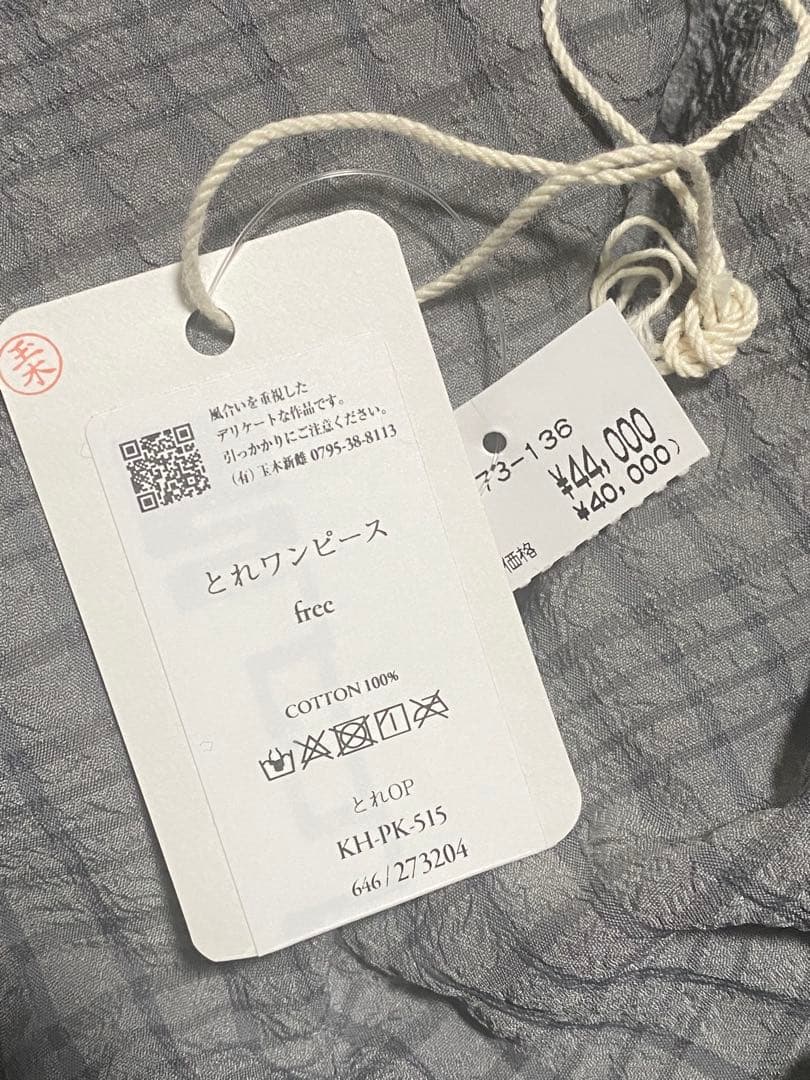 玉木
風合いを重視した
デリケートな作品です。
引っかかりにご注意ください。
(有)玉木新雌 0795-38-8113
とれワンピース
free
COTTON 100%
とれOP
KH-PK-515
646 / 273204
73-136
¥44,000
¥40,000)
価格